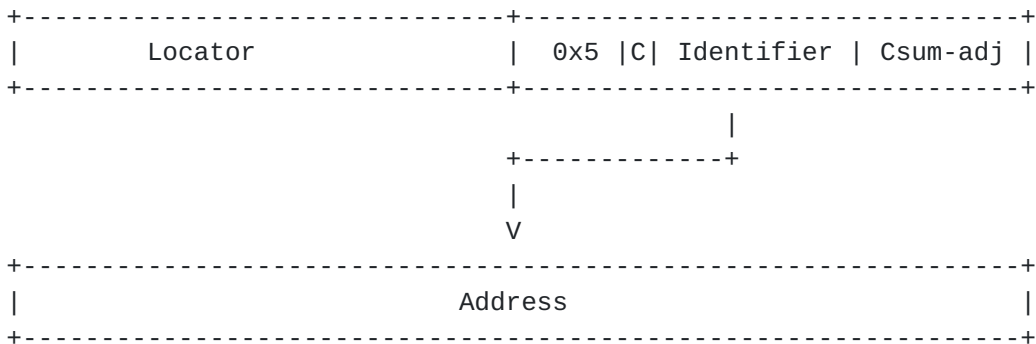 +-------------------------------+--------------------------------+
|        Locator                |  0x5 |C| Identifier | Csum-adj |
+-------------------------------+--------------------------------+
                                              |
                                +-------------+
                                |
                                V
+----------------------------------------------------------------+
|                            Address                             |
+----------------------------------------------------------------+